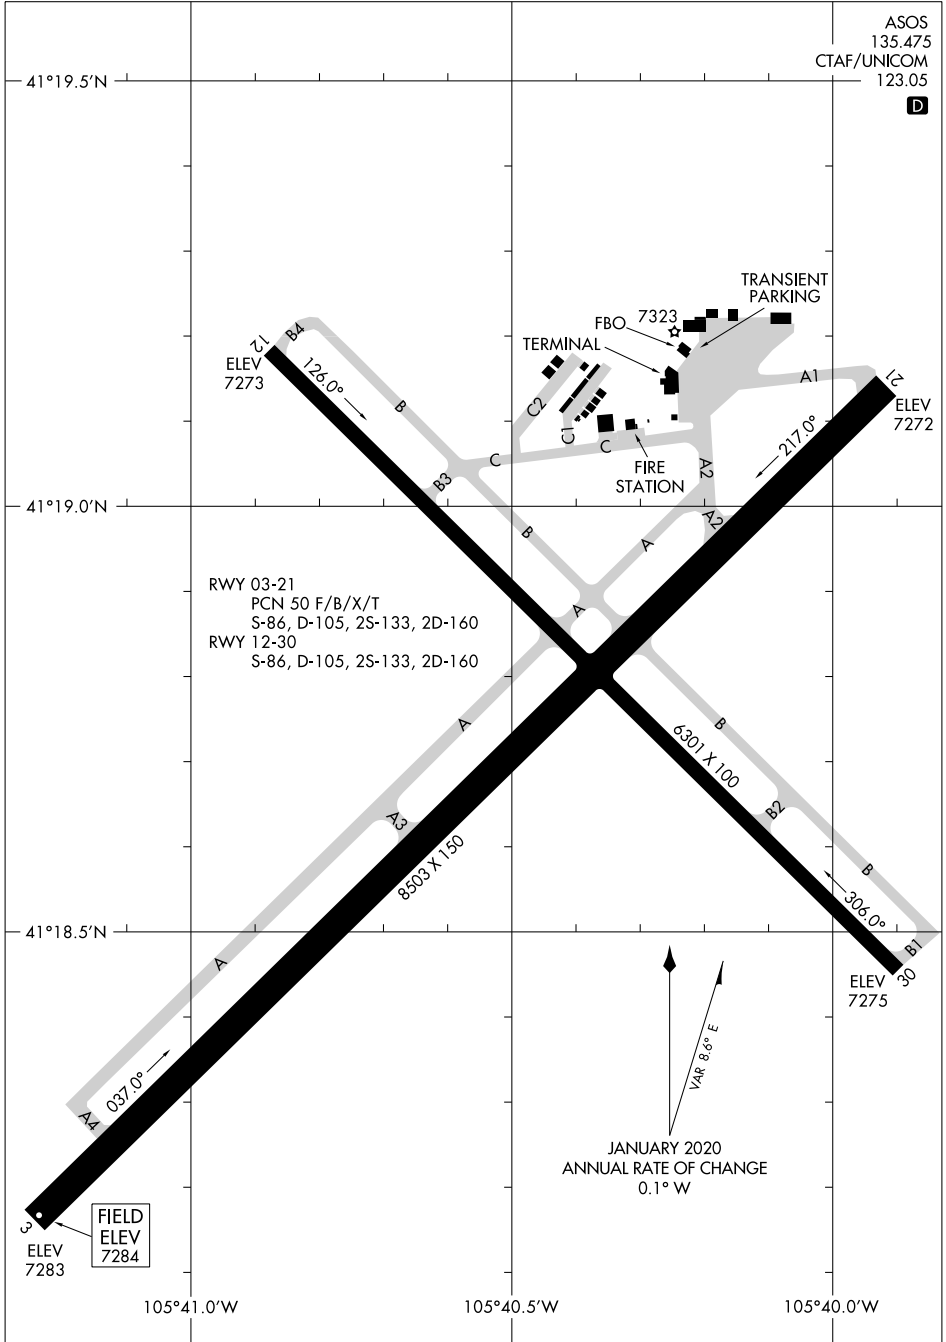 ASOS
135.475
CTAF/UNICOM
123.05
D
41°19.5'N
TRANSIENT
PARKING
7323
FBO
TERMINAL
B4
12
ELEV
7273
126.0°
B
A1
21
ELEV
7272
C2
C1
217.0°
C
C
FIRE
STATION
A2
B3
41°19.0'N
A2
B
A
RWY 03-21
PCN 50 F/B/X/T
S-86, D-105, 2S-133, 2D-160
RWY 12-30
S-86, D-105, 2S-133, 2D-160
A
A
B
6301 X 100
B2
A3
8503 X 150
B
306.0°
41°18.5'N
B1
30
ELEV
7275
A
VAR 8.6° E
037.0°
A4
JANUARY 2020
ANNUAL RATE OF CHANGE
0.1° W
3
FIELD
ELEV
7284
ELEV
7283
105°41.0'W
105°40.5'W
105°40.0'W